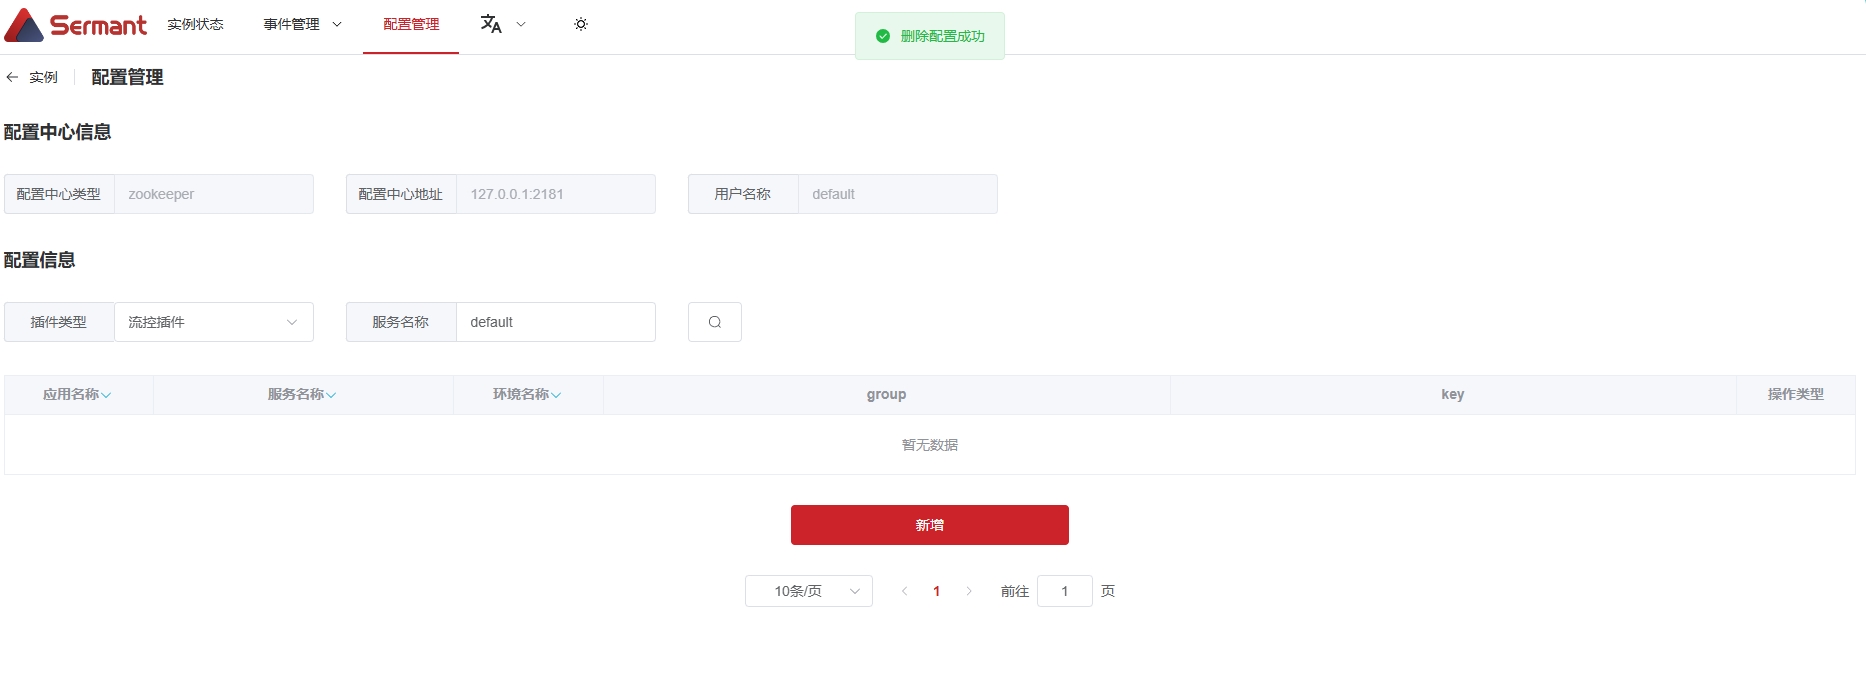 Sermant 实例状态 事件管理 配置管理 文A
删除配置成功
实例 配置管理
配置中心信息
配置中心类型 zookeeper 配置中心地址 127.0.0.1:2181 用户名称 default
配置信息
插件类型 流控插件 服务名称 default
应用名称 服务名称 环境名称 group key 操作类型
暂无数据
新增
10条/页 1 前往 1 页